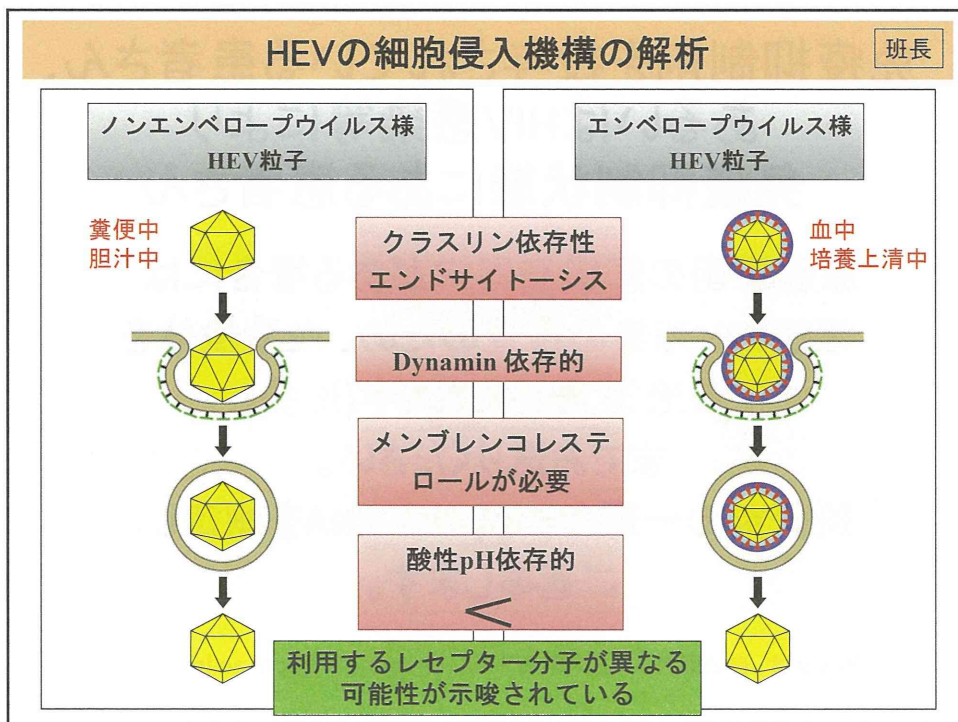 HEVの細胞侵入機構の解析
班長
ノンエンベロープウイルス様
HEV粒子
エンベロープウイルス様
HEV粒子
糞便中
胆汁中
クラスリン依存性
エンドサイトーシス
血中
培養上清中
Dynamin 依存的
メンブレンコレステ
ロールが必要
酸性pH依存的
<
利用するレセプター分子が異なる
可能性が示唆されている